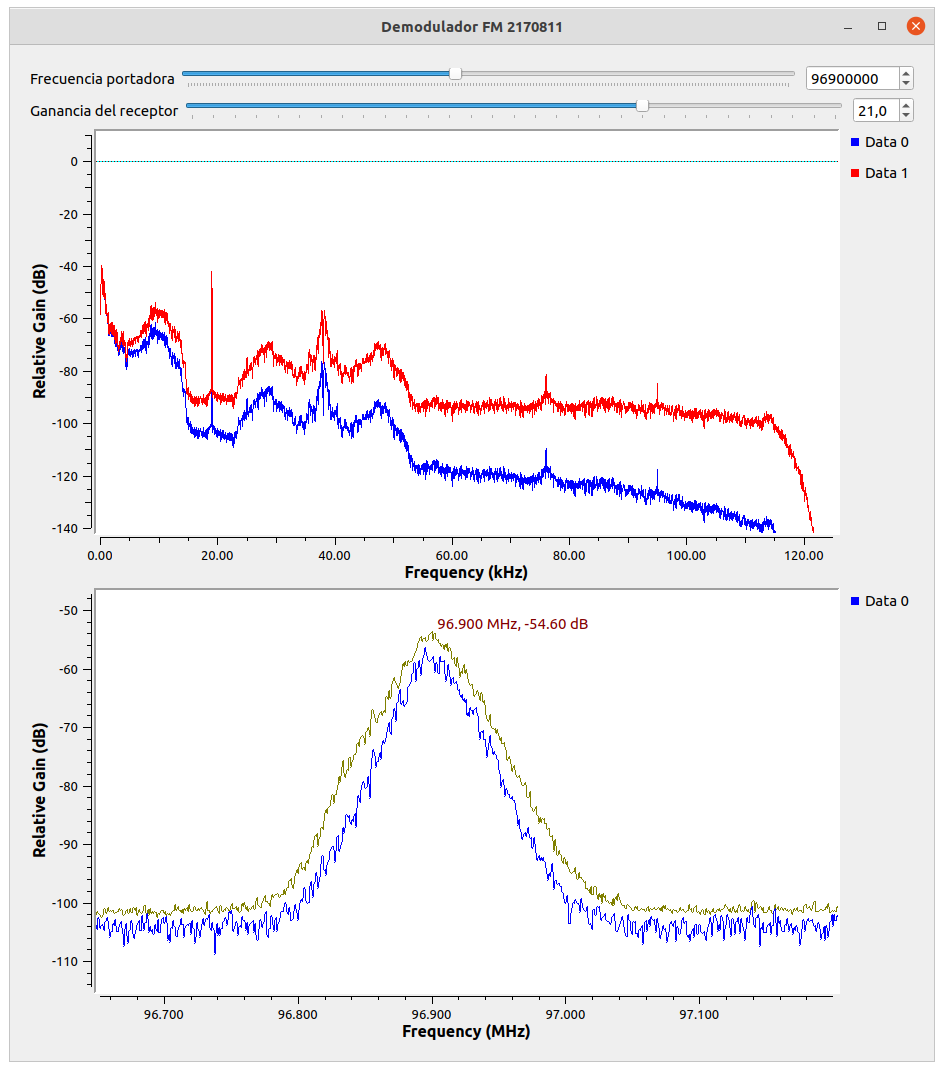 Demodulador FM 2170811
Frecuencia portadora
96900000
Ganancia del receptor
21,0
Data 0
Data 1
Relative Gain (dB)
0
-20
-40
-60
-80
-100
-120
-140
0.00 20.00 40.00 60.00 80.00 100.00 120.00
Frequency (kHz)
Data 0
96.900 MHz, -54.60 dB
Relative Gain (dB)
-50
-60
-70
-80
-90
-100
-110
96.700 96.800 96.900 97.000 97.100
Frequency (MHz)